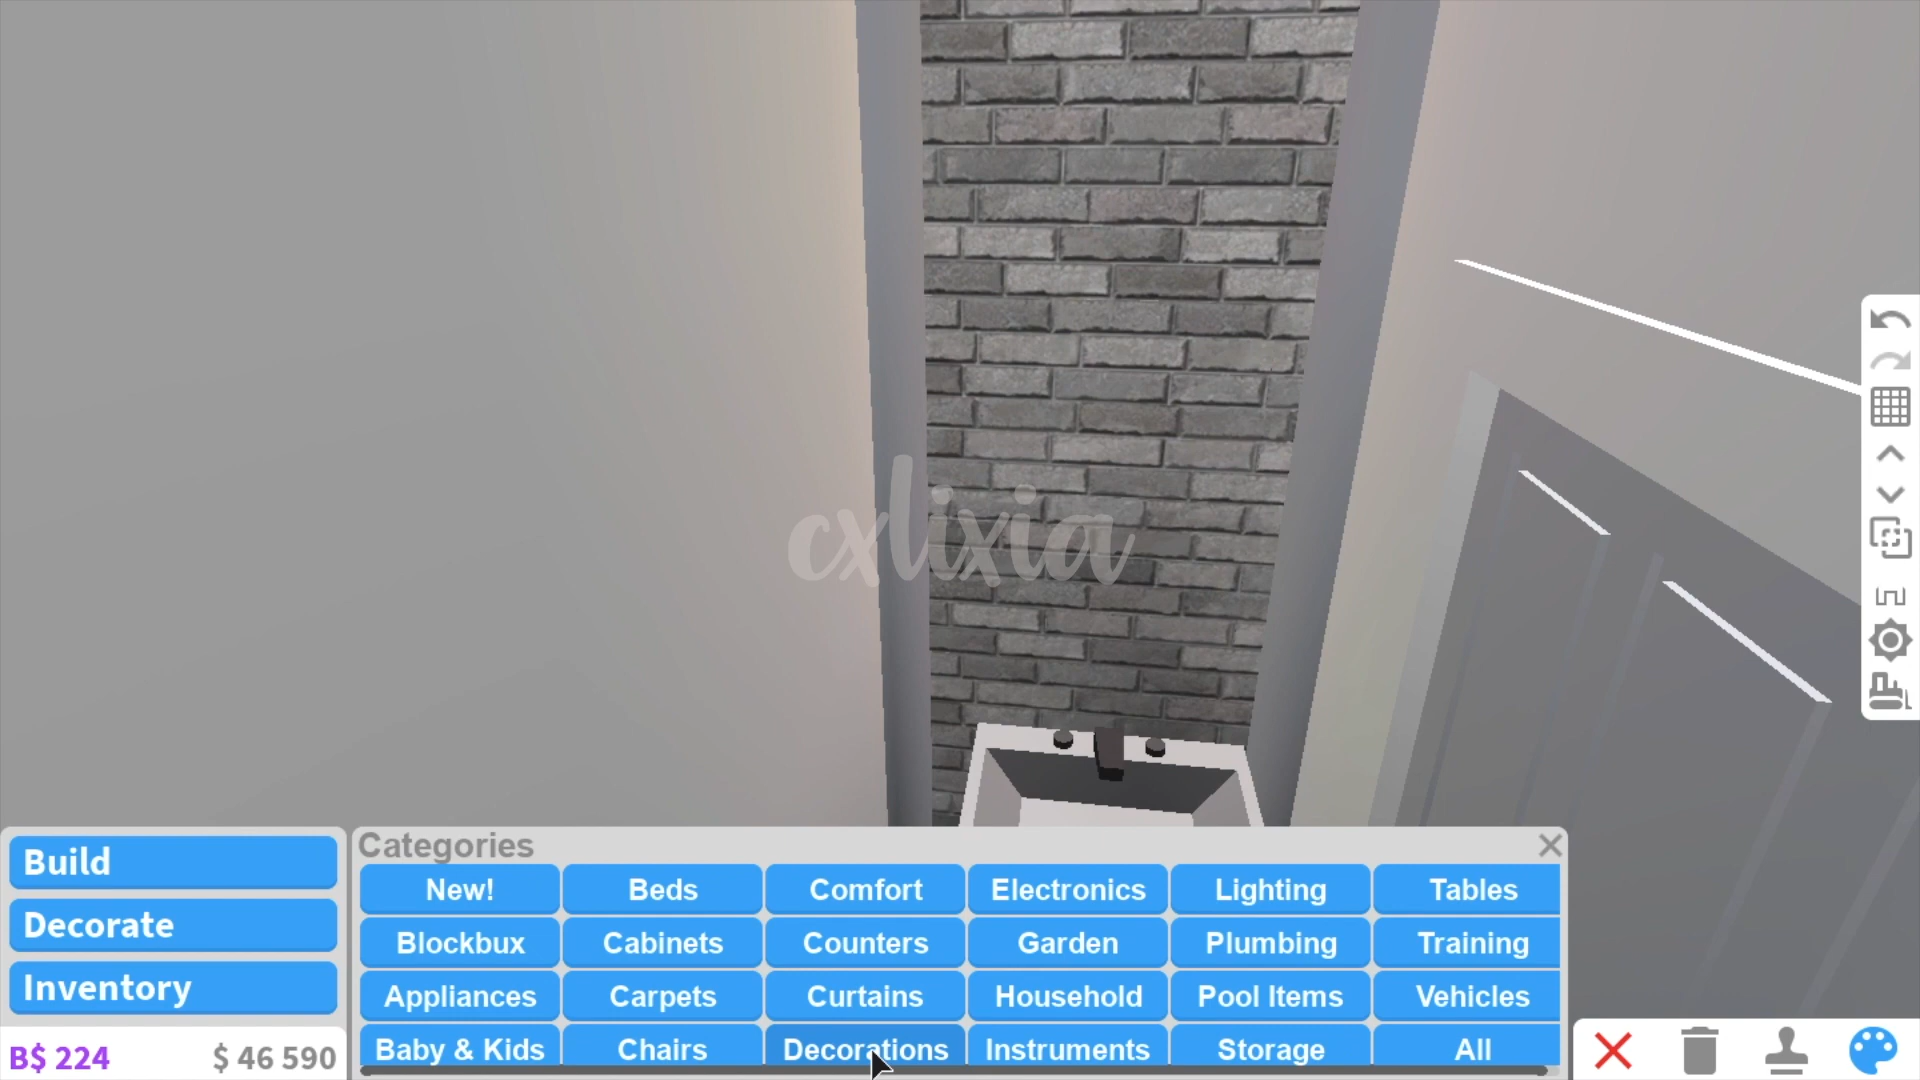 cxlixia
Build
Decorate
Inventory
B$ 224 $ 46 590
Categories
New! Beds Comfort Electronics Lighting Tables
Blockbux Cabinets Counters Garden Plumbing Training
Appliances Carpets Curtains Household Pool Items Vehicles
Baby & Kids Chairs Decorations Instruments Storage All